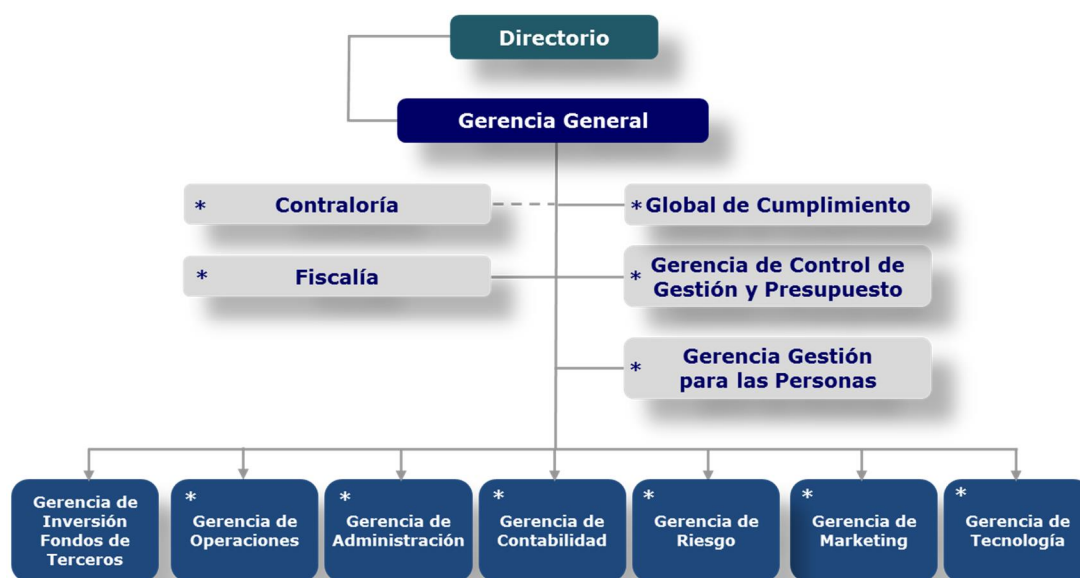 Directorio
Gerencia General
* Contraloría
* Global de Cumplimiento
* Fiscalía
* Gerencia de Control de
Gestión y Presupuesto
* Gerencia Gestión
para las Personas
Gerencia de
Inversión
Fondos de
Terceros
*
Gerencia de
Operaciones
*
Gerencia de
Administración
*
Gerencia de
Contabilidad
*
Gerencia de
Riesgo
*
Gerencia de
Marketing
*
Gerencia de
Tecnología